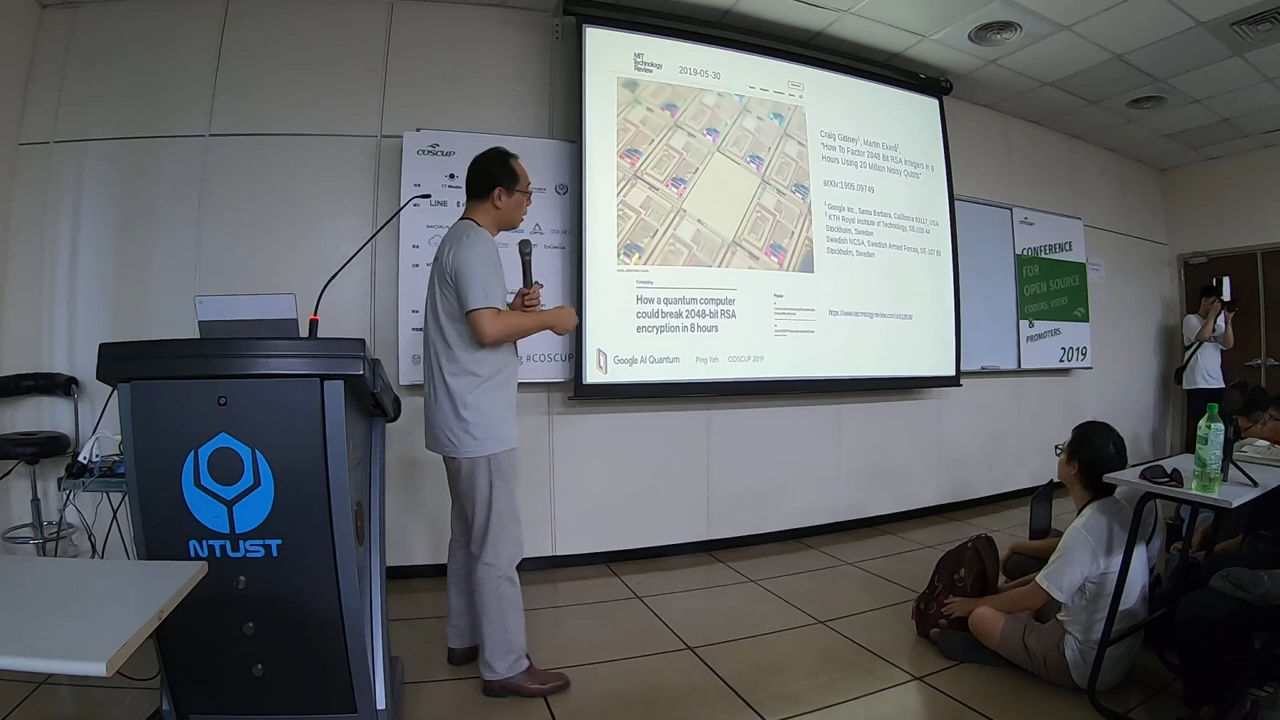 MIT
Technology
Review
2019-05-30
Craig Gidney¹, Martin Ekerå²,
"How To Factor 2048 Bit RSA Integers in 8
Hours Using 20 Million Noisy Qubits"
arXiv:1905.09749
Google Inc., Santa Barbara, California 93117, USA
KTH Royal Institute of Technology, SE-100 44
Stockholm, Sweden
Swedish NCSA, Swedish Armed Forces, SE-107 85
Stockholm, Sweden
Computing
How a quantum computer
could break 2048-bit RSA
encryption in 8 hours
Popular
Google AI Quantum
Ping Yeh
COSCUP 2019
COSCUP
LINE
#COSCUP
NTUST
CONFERENCE
FOR
OPEN SOURCE
CODERS, USERS
&
PROMOTERS.
2019